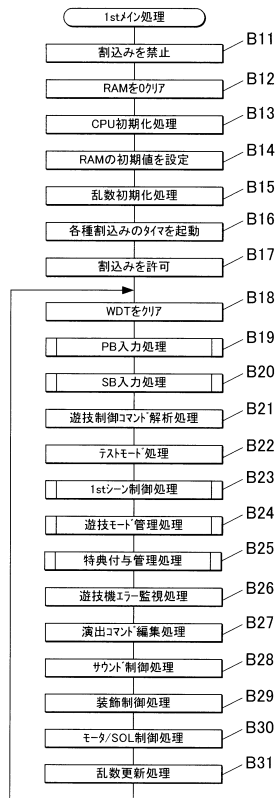 1stメイン処理
割込みを禁止 B11
RAMを0クリア B12
CPU初期化処理 B13
RAMの初期値を設定 B14
乱数初期化処理 B15
各種割込みのタイマを起動 B16
割込みを許可 B17
WDTをクリア B18
PB入力処理 B19
SB入力処理 B20
遊技制御コマンド解析処理 B21
テストモード処理 B22
1stシーン制御処理 B23
遊技モード管理処理 B24
特典付与管理処理 B25
遊技機エラー監視処理 B26
演出コマンド編集処理 B27
サウンド制御処理 B28
装飾制御処理 B29
モータ/SOL制御処理 B30
乱数更新処理 B31